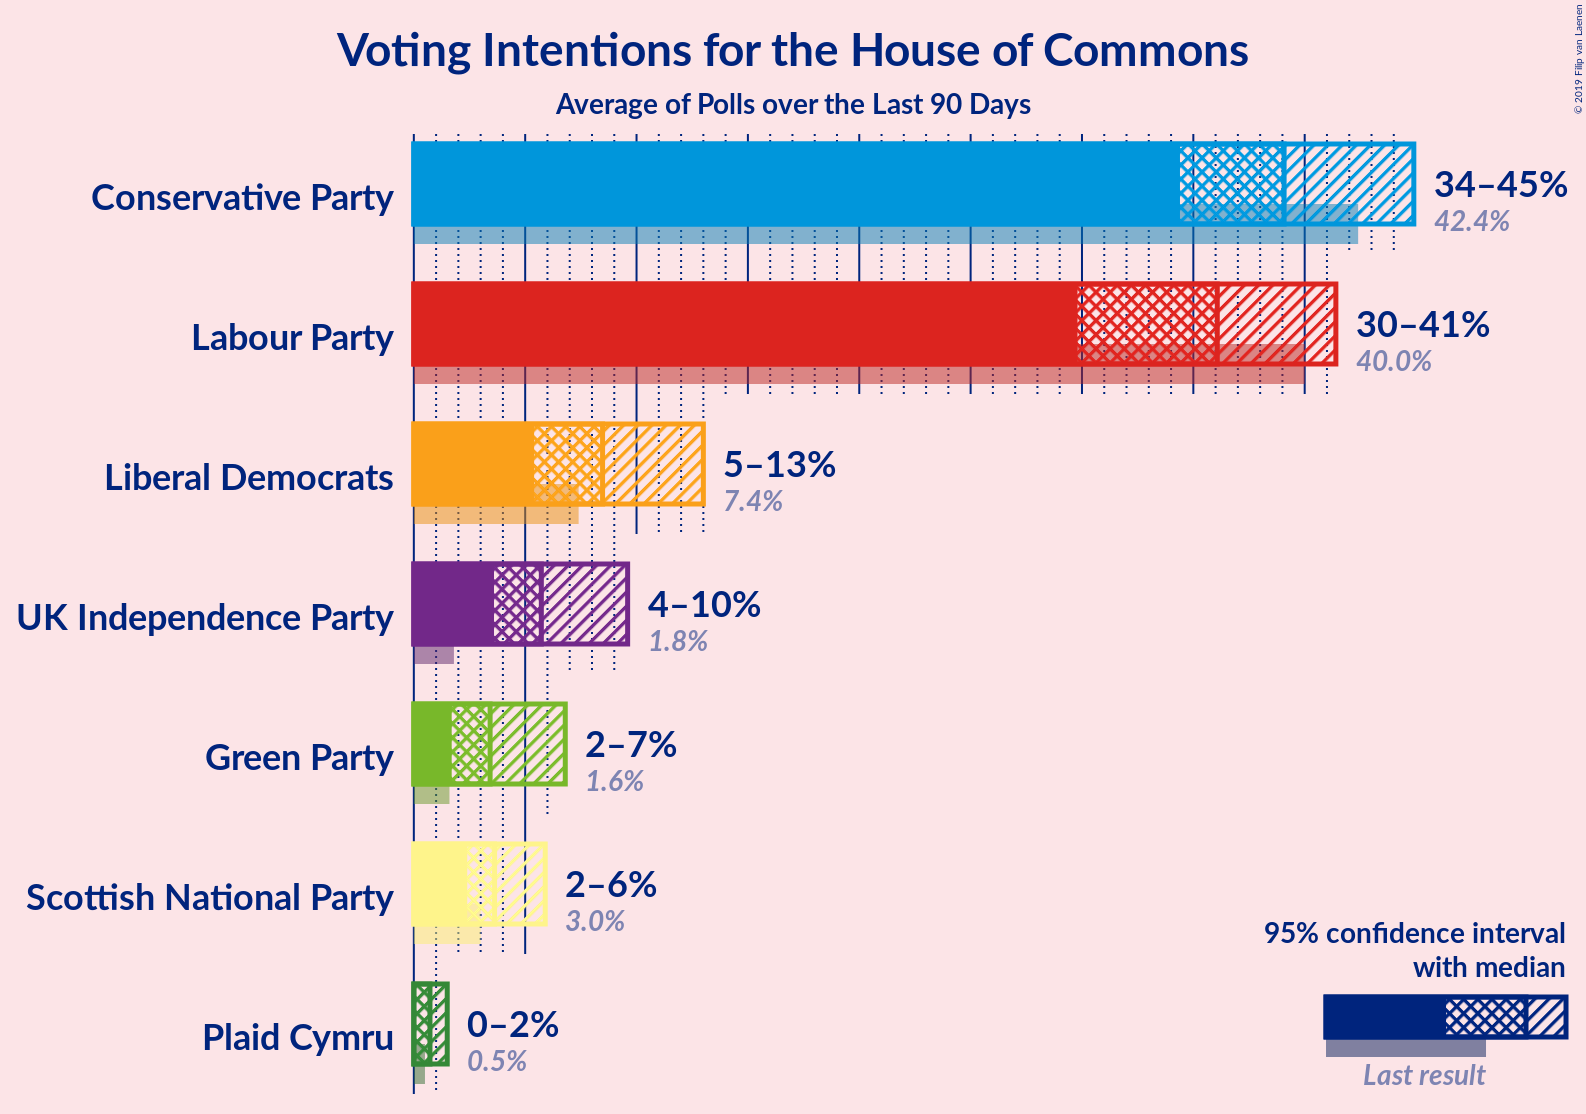 Voting Intentions for the House of Commons
Average of Polls over the Last 90 Days
© 2019 Filip van Laenen
Conservative Party
34–45%
42.4%
Labour Party
30–41%
40.0%
Liberal Democrats
5–13%
7.4%
UK Independence Party
4–10%
1.8%
Green Party
2–7%
1.6%
Scottish National Party
2–6%
3.0%
Plaid Cymru
0–2%
0.5%
95% confidence interval
with median
Last result